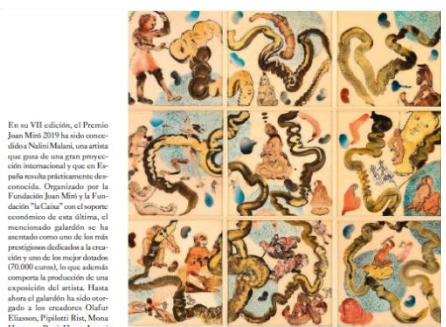 En su VII edición, el Premio
Joan Miró 2019 ha sido conce-
dido a Nalini Malani, una artista
que goza de una gran proyec-
ción internacional y que en Es-
paña resulta prácticamente des-
conocida. Organizado por la
Fundación Joan Miró y la Fun-
dación "la Caixa" con el soporte
económico de esta última, el
mencionado galardón se ha
asentado como uno de los más
prestigiosos dedicados a la crea-
ción y uno de los mejor dotados
(70.000 euros), lo que además
comporta la producción de una
exposición del artista. Hasta
ahora el galardón ha sido otor-
gado a los creadores Olafur
Eliasson, Pipilotti Rist, Mona